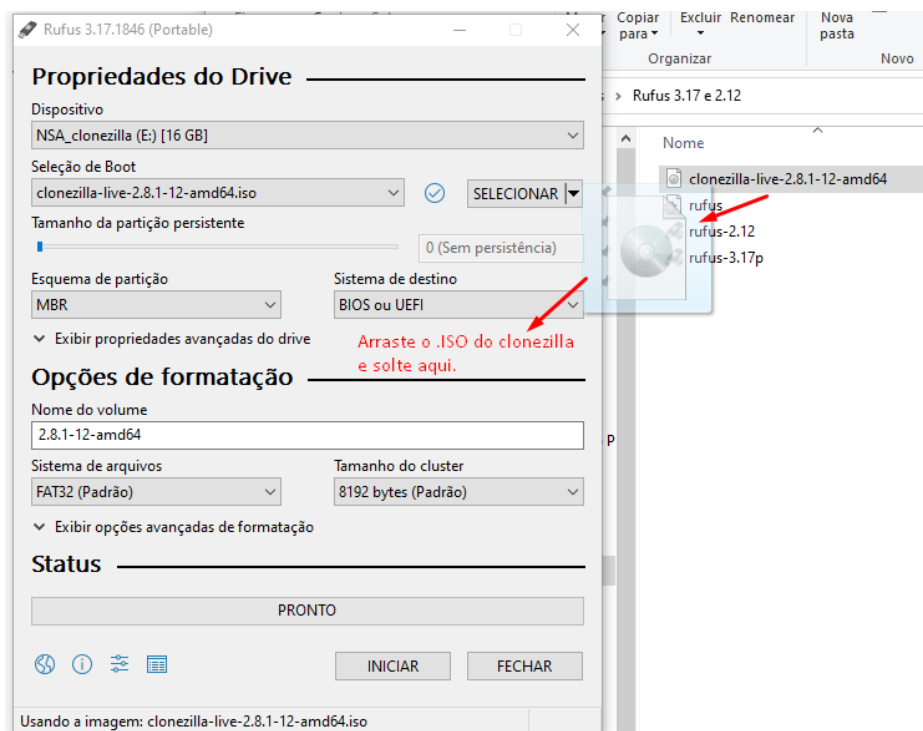 Rufus 3.17.1846 (Portable)
Propriedades do Drive
Dispositivo
NSA_clonezilla (E:) [16 GB]
Seleção de Boot
clonezilla-live-2.8.1-12-amd64.iso
SELECIONAR
Tamanho da partição persistente
0 (Sem persistência)
Esquema de partição
Sistema de destino
MBR
BIOS ou UEFI
Exibir propriedades avançadas do drive
Arraste o .ISO do clonezilla
e solte aqui.
Opções de formatação
Nome do volume
2.8.1-12-amd64
Sistema de arquivos
Tamanho do cluster
FAT32 (Padrão)
8192 bytes (Padrão)
Exibir opções avançadas de formatação
Status
PRONTO
INICIAR
FECHAR
Usando a imagem: clonezilla-live-2.8.1-12-amd64.iso
Copiar
para
Excluir
Renomear
Nova
pasta
Organizar
Novo
Rufus 3.17 e 2.12
Nome
clonezilla-live-2.8.1-12-amd64
rufus
rufus-2.12
rufus-3.17p